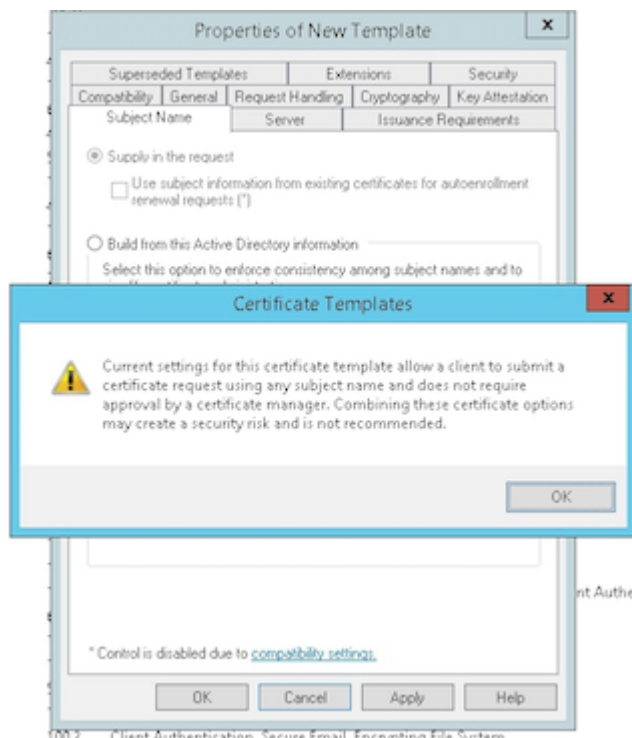 Properties of New Template
x
Superseded Templates Extensions Security
Compatibility General Request Handling Cryptography Key Attestation
Subject Name Server Issuance Requirements
Supply in the request
Use subject information from existing certificates for autoenrollment
renewal requests (*)
Build from this Active Directory information
Select this option to enforce consistency among subject names and to
Certificate Templates
x
Current settings for this certificate template allow a client to submit a
certificate request using any subject name and does not require
approval by a certificate manager. Combining these certificate options
may create a security risk and is not recommended.
OK
nt Authe
* Control is disabled due to compatibility settings.
OK Cancel Apply Help
Client Authentication, Secure Email, Encrypting File System